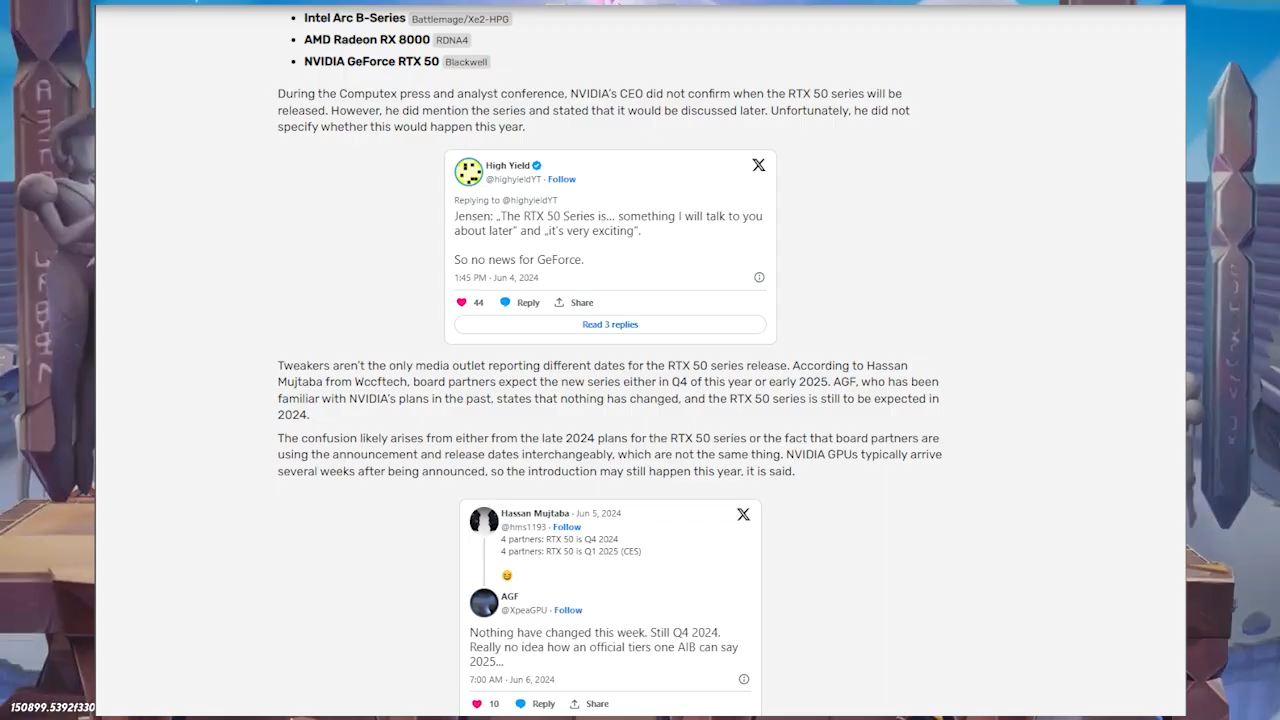 Intel Arc B-Series Battlemage/Xe2-HPG
AMD Radeon RX 8000 RDNA4
NVIDIA GeForce RTX 50 Blackwell
During the Computex press and analyst conference, NVIDIA's CEO did not confirm when the RTX 50 series will be
released. However, he did mention the series and stated that it would be discussed later. Unfortunately, he did not
specify whether this would happen this year.
High Yield
@highyieldYT · Follow
Replying to @highyieldYT
Jensen: „The RTX 50 Series is... something I will talk to you
about later" and „it's very exciting".
So no news for GeForce.
1:45 PM · Jun 4, 2024
44 Reply Share
Read 3 replies
Tweakers aren't the only media outlet reporting different dates for the RTX 50 series release. According to Hassan
Mujtaba from Wccftech, board partners expect the new series either in Q4 of this year or early 2025. AGF, who has been
familiar with NVIDIA's plans in the past, states that nothing has changed, and the RTX 50 series is still to be expected in
2024.
The confusion likely arises from either from the late 2024 plans for the RTX 50 series or the fact that board partners are
using the announcement and release dates interchangeably, which are not the same thing. NVIDIA GPUs typically arrive
several weeks after being announced, so the introduction may still happen this year, it is said.
Hassan Mujtaba · Jun 5, 2024
@hms1193 · Follow
4 partners: RTX 50 is Q4 2024
4 partners: RTX 50 is Q1 2025 (CES)
AGF
@XpeaGPU · Follow
Nothing have changed this week. Still Q4 2024.
Really no idea how an official tiers one AIB can say
2025...
7:00 AM · Jun 6, 2024
10 Reply Share
150899.5392f330